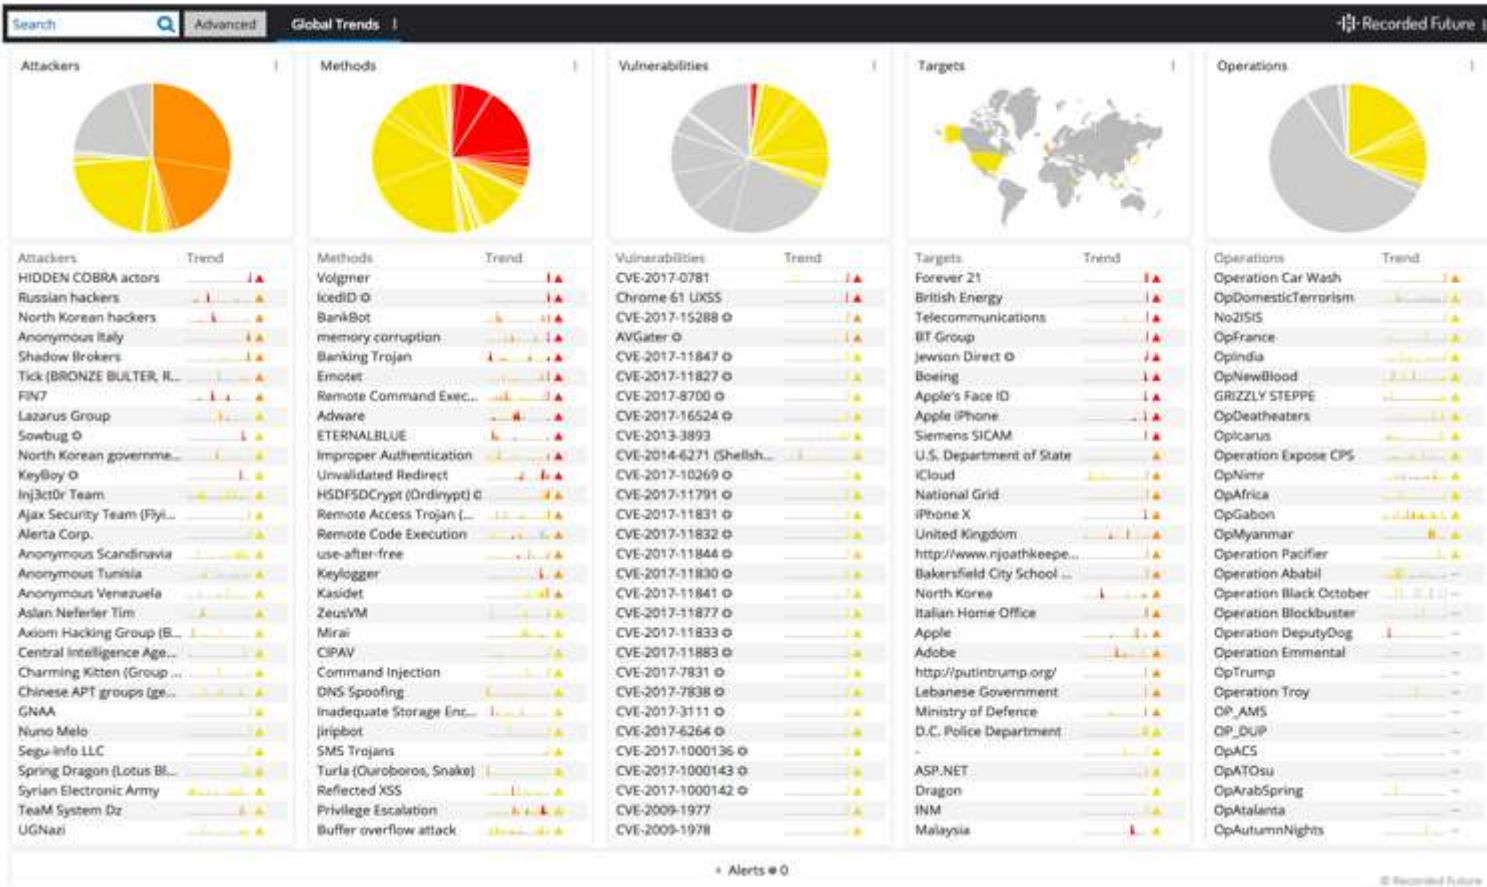 Search
Advanced
Global Trends
Recorded Future
Attackers
Methods
Vulnerabilities
Targets
Operations
Attackers Trend
HIDDEN COBRA actors
Russian hackers
North Korean hackers
Anonymous Italy
Shadow Brokers
Tick (BRONZE BULTER, R...
FIN7
Lazarus Group
Sowbug
North Korean governme...
KeyBoy
Inj3ct0r Team
Ajax Security Team (Flyi...
Alerta Corp.
Anonymous Scandinavia
Anonymous Tunisia
Anonymous Venezuela
Aslan Neferler Tim
Axiom Hacking Group (B...
Central Intelligence Age...
Charming Kitten (Group ...
Chinese APT groups (ge...
GNAA
Nuno Melo
Segu-Info LLC
Spring Dragon (Lotus Bl...
Syrian Electronic Army
TeaM System Dz
UGNazi
Methods Trend
Volgmer
IcedID
BankBot
memory corruption
Banking Trojan
Emotet
Remote Command Exec...
Adware
ETERNALBLUE
Improper Authentication
Unvalidated Redirect
HSDFSDCrypt (Ordinypt)
Remote Access Trojan (...
Remote Code Execution
use-after-free
Keylogger
Kasidet
ZeusVM
Mirai
CIPAV
Command Injection
DNS Spoofing
Inadequate Storage Enc...
Jiripbot
SMS Trojans
Turla (Ouroboros, Snake)
Reflected XSS
Privilege Escalation
Buffer overflow attack
Vulnerabilities Trend
CVE-2017-0781
Chrome 61 UXSS
CVE-2017-15288
AVGater
CVE-2017-11847
CVE-2017-11827
CVE-2017-8700
CVE-2017-16524
CVE-2013-3893
CVE-2014-6271 (Shellsh...
CVE-2017-10269
CVE-2017-11791
CVE-2017-11831
CVE-2017-11832
CVE-2017-11844
CVE-2017-11830
CVE-2017-11841
CVE-2017-11877
CVE-2017-11833
CVE-2017-11883
CVE-2017-7831
CVE-2017-7838
CVE-2017-3111
CVE-2017-6264
CVE-2017-1000136
CVE-2017-1000143
CVE-2017-1000142
CVE-2009-1977
CVE-2009-1978
Targets Trend
Forever 21
British Energy
Telecommunications
BT Group
Jewson Direct
Boeing
Apple's Face ID
Apple iPhone
Siemens SICAM
U.S. Department of State
iCloud
National Grid
iPhone X
United Kingdom
http://www.njoathkeepe...
Bakersfield City School ...
North Korea
Italian Home Office
Apple
Adobe
http://putintrump.org/
Lebanese Government
Ministry of Defence
D.C. Police Department
-
ASP.NET
Dragon
INM
Malaysia
Operations Trend
Operation Car Wash
OpDomesticTerrorism
No2ISIS
OpFrance
OpIndia
OpNewBlood
GRIZZLY STEPPE
OpDeatheaters
OpIcarus
Operation Expose CPS
OpNimr
OpAfrica
OpGabon
OpMyanmar
Operation Pacifier
Operation Ababil
Operation Black October
Operation Blockbuster
Operation DeputyDog
Operation Emmental
OpTrump
Operation Troy
OP_AMS
OP_DUP
OpACS
OpATOsu
OpArabSpring
OpAtalanta
OpAutumnNights
Alerts 0
© Recorded Future